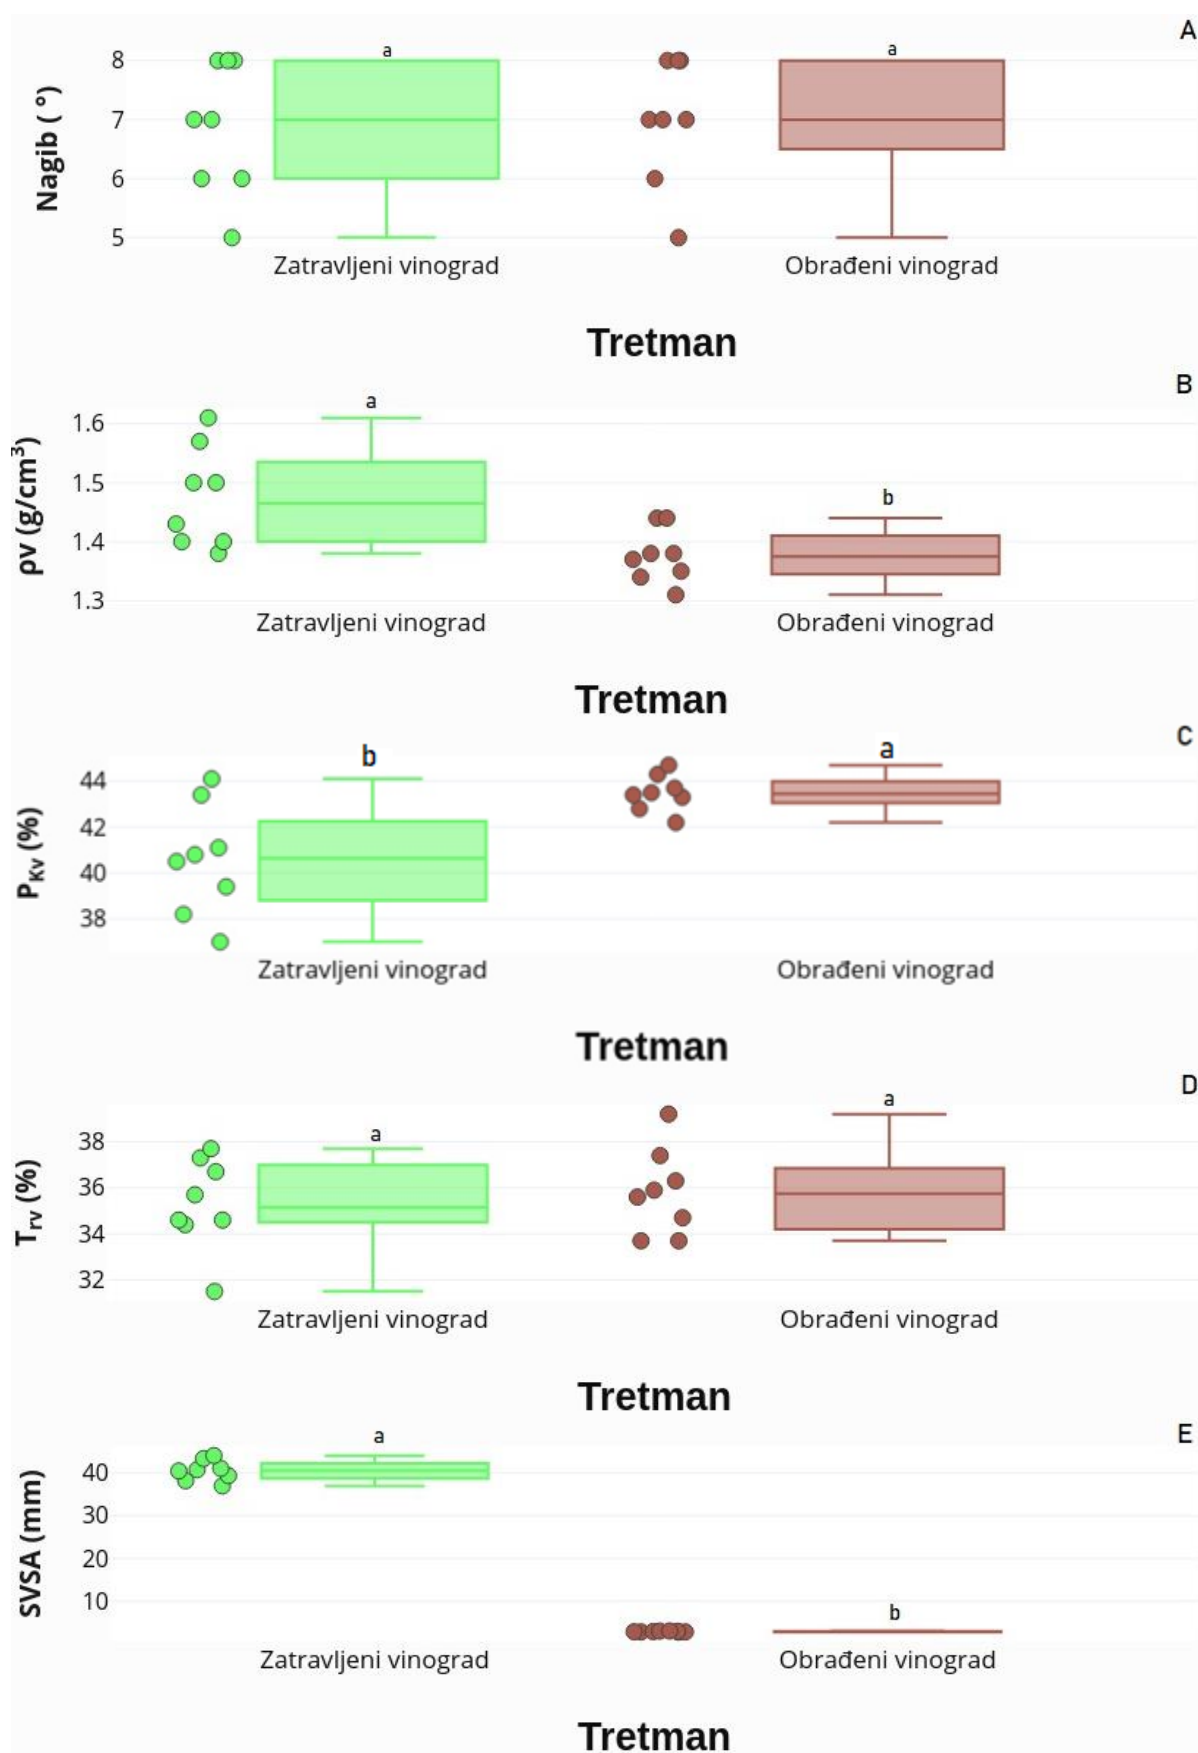 A
a
a
8
7
6
5
Nagib ( °)
Zatravljeni vinograd
Obrađeni vinograd
Tretman
B
a
b
1.6
1.5
1.4
1.3
ρv (g/cm³)
Zatravljeni vinograd
Obrađeni vinograd
Tretman
C
b
a
44
42
40
38
PKv (%)
Zatravljeni vinograd
Obrađeni vinograd
Tretman
D
a
a
38
36
34
32
Trv (%)
Zatravljeni vinograd
Obrađeni vinograd
Tretman
E
a
b
40
30
20
10
SVSA (mm)
Zatravljeni vinograd
Obrađeni vinograd
Tretman